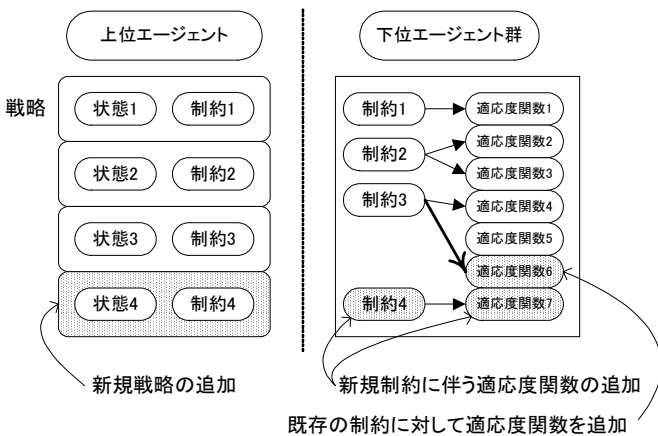 上位エージェント
下位エージェント群
戦略
状態1
制約1
状態2
制約2
状態3
制約3
状態4
制約4
制約1
制約2
制約3
制約4
適応度関数1
適応度関数2
適応度関数3
適応度関数4
適応度関数5
適応度関数6
適応度関数7
新規戦略の追加
新規制約に伴う適応度関数の追加
既存の制約に対して適応度関数を追加